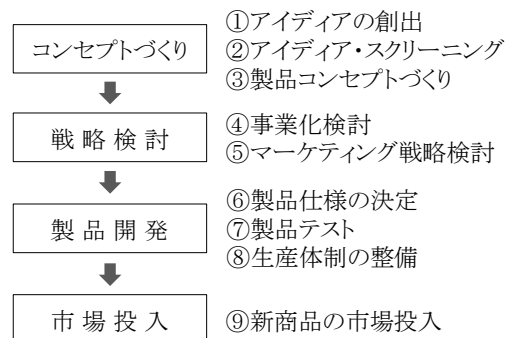 コンセプトづくり
①アイディアの創出
②アイディア・スクリーニング
③製品コンセプトづくり
戦略検討
④事業化検討
⑤マーケティング戦略検討
製品開発
⑥製品仕様の決定
⑦製品テスト
⑧生産体制の整備
市場投入
⑨新商品の市場投入